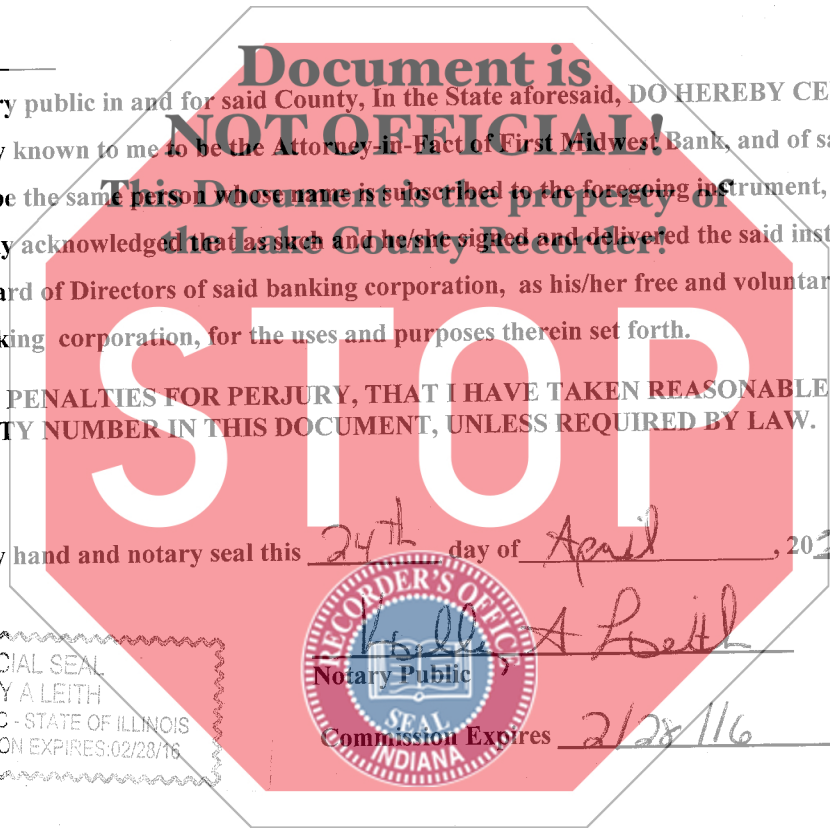 Document is
y public in and for said County, In the State aforesaid, DO HEREBY CE
NOT OFFICIAL!
known to me to be the Attorney-in-Fact of First Midwest Bank, and of sa
be the same person whose name is subscribed to the foregoing instrument,
This Document is the property of
y acknowledged that as such and he/she signed and delivered the said inst
the Lake County Recorder!
ard of Directors of said banking corporation, as his/her free and voluntar
king corporation, for the uses and purposes therein set forth.
STOP
PENALTIES FOR PERJURY, THAT I HAVE TAKEN REASONABLE
TY NUMBER IN THIS DOCUMENT, UNLESS REQUIRED BY LAW.
y hand and notary seal this 24th day of April, 20
Kelly A Leith
RECORDER'S OFFICE
Notary Public
SEAL
INDIANA
CIAL SEAL
Y A LEITH
C - STATE OF ILLINOIS
ON EXPIRES:02/28/16
Commission Expires 2/28/16